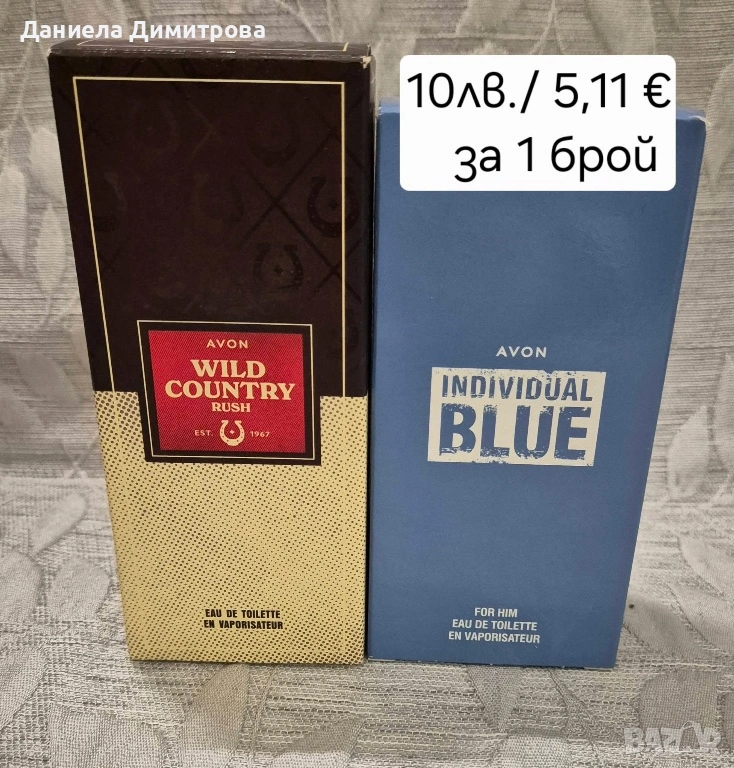 Даниела Димитрова
10лв./ 5,11 €
за 1 брой
AVON
WILD
COUNTRY
RUSH
EST. 1967
EAU DE TOILETTE
EN VAPORISATEUR
AVON
INDIVIDUAL
BLUE
FOR HIM
EAU DE TOILETTE
EN VAPORISATEUR
BAZAR